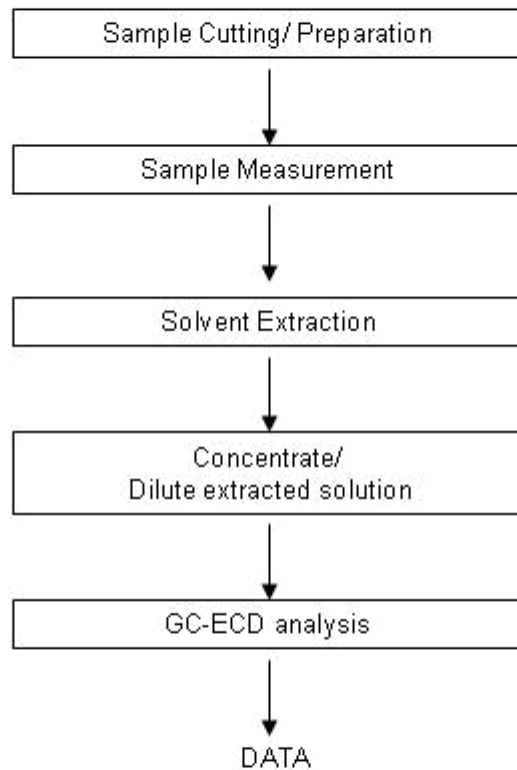 Sample Cutting/ Preparation
Sample Measurement
Solvent Extraction
Concentrate/
Dilute extracted solution
GC-ECD analysis
DATA